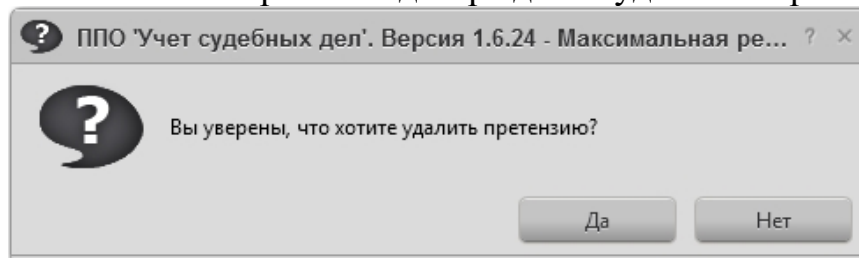 ППО 'Учет судебных дел'. Версия 1.6.24 - Максимальная ре... ? ×
?
Вы уверены, что хотите удалить претензию?
Да Нет